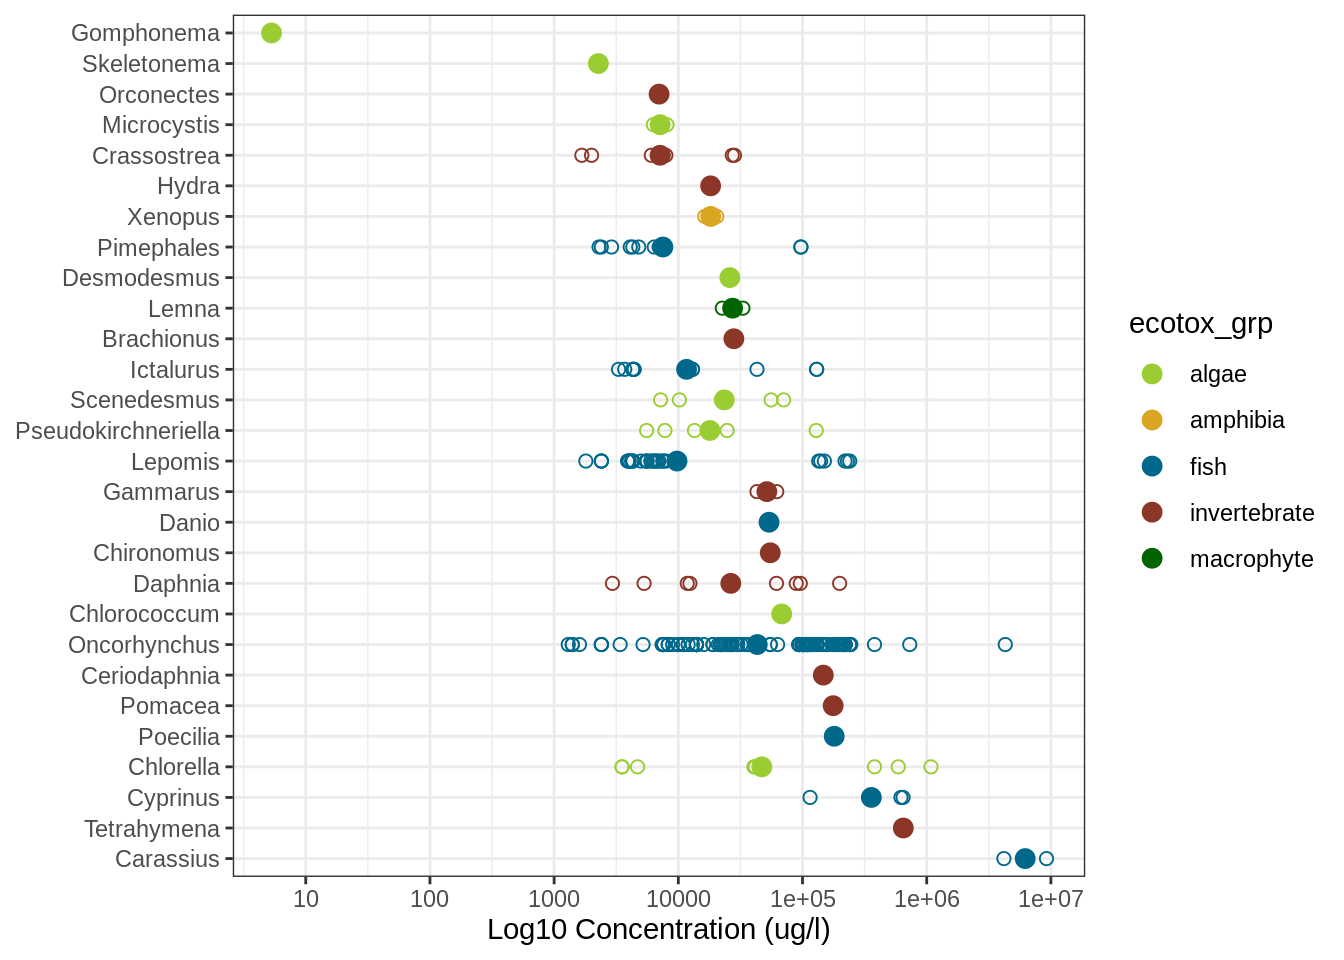 Gomphonema
Skeletonema
Orconectes
Microcystis
Crassostrea
Hydra
Xenopus
Pimephales
Desmodesmus
Lemna
Brachionus
Ictalurus
Scenedesmus
Pseudokirchneriella
Lepomis
Gammarus
Danio
Chironomus
Daphnia
Chlorococcum
Oncorhynchus
Ceriodaphnia
Pomacea
Poecilia
Chlorella
Cyprinus
Tetrahymena
Carassius
10 100 1000 10000 1e+05 1e+06 1e+07
Log10 Concentration (ug/l)
ecotox_grp
algae
amphibia
fish
invertebrate
macrophyte